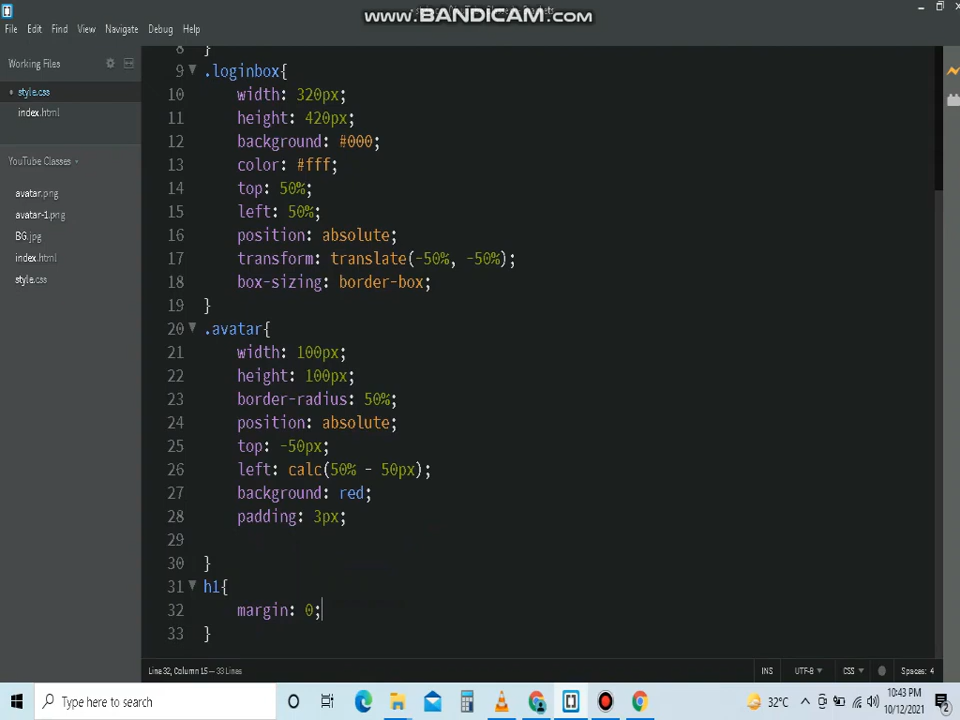 WWW.BANDICAM.COM
File Edit Find View Navigate Debug Help
Working Files
style.css
index.html
YouTube Classes
avatar.png
avatar-1.png
BG.jpg
index.html
style.css
8 }
9 .loginbox{
10 width: 320px;
11 height: 420px;
12 background: #000;
13 color: #fff;
14 top: 50%;
15 left: 50%;
16 position: absolute;
17 transform: translate(-50%, -50%);
18 box-sizing: border-box;
19 }
20 .avatar{
21 width: 100px;
22 height: 100px;
23 border-radius: 50%;
24 position: absolute;
25 top: -50px;
26 left: calc(50% - 50px);
27 background: red;
28 padding: 3px;
29
30 }
31 h1{
32 margin: 0;
33 }
Line 32, Column 15 — 33 Lines
INS UTF-8 CSS Spaces: 4
Type here to search
32°C
10:43 PM
10/12/2021
2